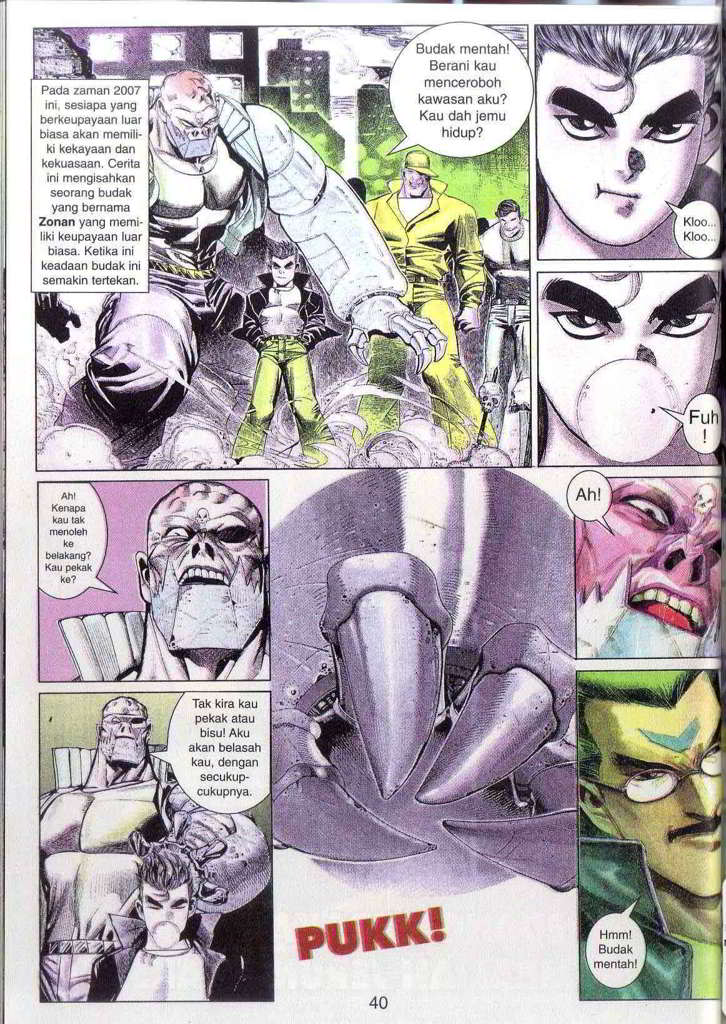 Pada zaman 2007
ini, sesiapa yang
berkeupayaan luar
biasa akan memili-
ki kekayaan dan
kekuasaan. Cerita
ini mengisahkan
seorang budak
yang bernama
Zonan yang memi-
liki keupayaan luar
biasa. Ketika ini
keadaan budak ini
semakin tertekan.
Budak mentah!
Berani kau
menceroboh
kawasan aku?
Kau dah jemu
hidup?
Kloo...
Kloo...
Fuh
!
Ah!
Kenapa
kau tak
menoleh
ke
belakang?
Kau pekak
ke?
Tak kira kau
pekak atau
bisu! Aku
akan belasah
kau, dengan
secukup-
cukupnya.
PUKK!
Ah!
Hmm!
Budak
mentah!
40